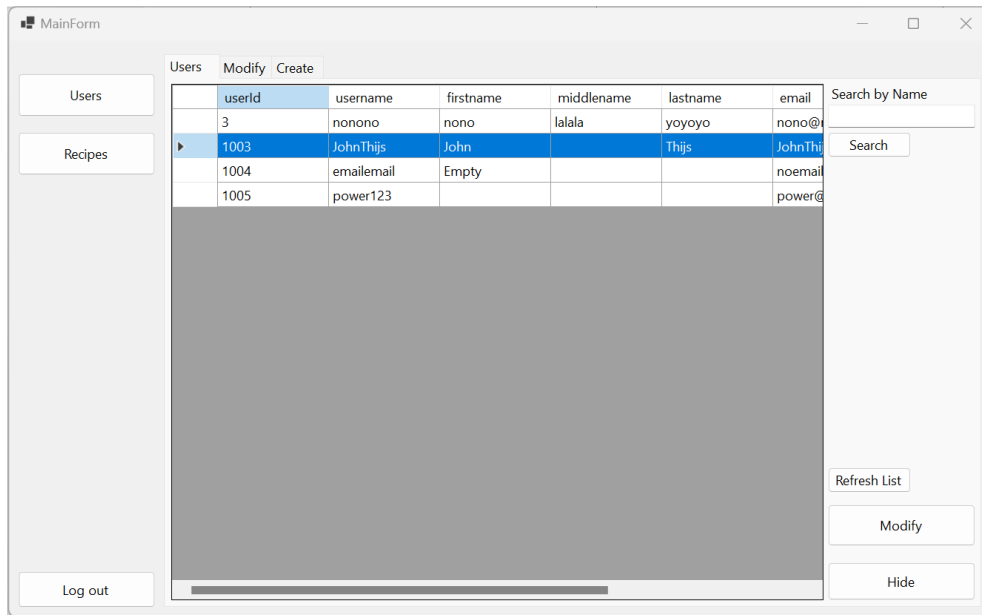 MainForm
Users
Recipes
Log out
Users Modify Create
userId username firstname middlename lastname email
3 nonono nono lalala yoyoyo
1003 JohnThijs John Thijs
1004 emailemail Empty
1005 power123
Search by Name
Search
Refresh List
Modify
Hide